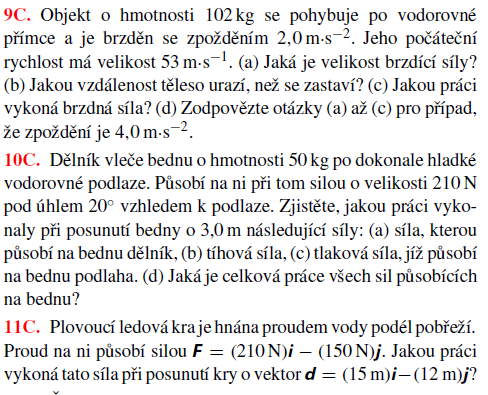 9C. Objekt o hmotnosti 102 kg se pohybuje po vodorovné
přímce a je brzděn se zpožděním 2,0 m·s⁻². Jeho počáteční
rychlost má velikost 53 m·s⁻¹. (a) Jaká je velikost brzdící síly?
(b) Jakou vzdálenost těleso urazí, než se zastaví? (c) Jakou práci
vykoná brzdná síla? (d) Zodpovězte otázky (a) až (c) pro případ,
že zpoždění je 4,0 m·s⁻².
10C. Dělník vleče bednu o hmotnosti 50 kg po dokonale hladké
vodorovné podlaze. Působí na ni při tom silou o velikosti 210 N
pod úhlem 20° vzhledem k podlaze. Zjistěte, jakou práci vyko-
naly při posunutí bedny o 3,0 m následující síly: (a) síla, kterou
působí na bednu dělník, (b) tíhová síla, (c) tlaková síla, jíž působí
na bednu podlaha. (d) Jaká je celková práce všech sil působících
na bednu?
11C. Plovoucí ledová kra je hnána proudem vody podél pobřeží.
Proud na ni působí silou F = (210 N)i − (150 N)j. Jakou práci
vykoná tato síla při posunutí kry o vektor d = (15 m)i−(12 m)j?